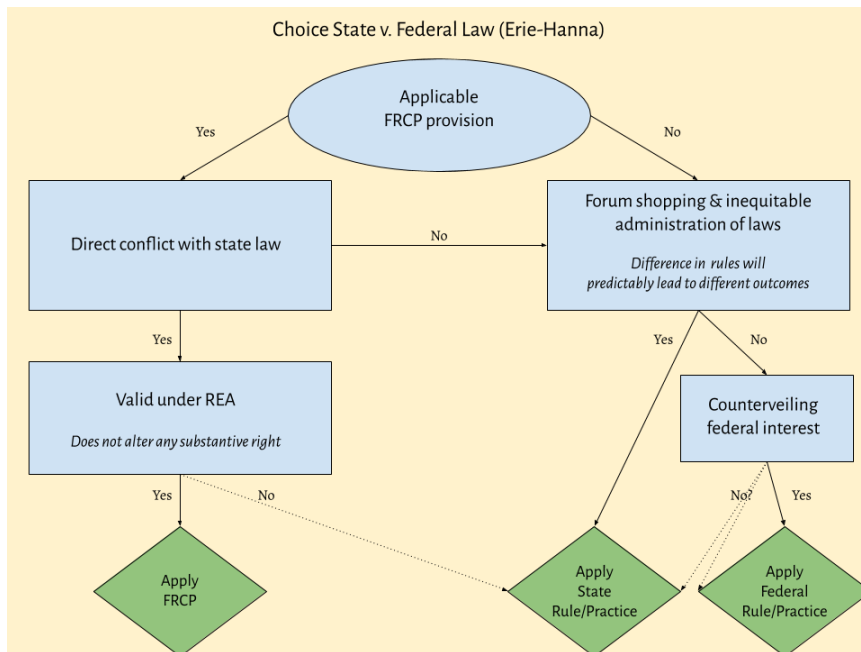 Choice State v. Federal Law (Erie-Hanna)
Applicable
FRCP provision
Yes
No
Direct conflict with state law
No
Forum shopping & inequitable
administration of laws
Difference in rules will
predictably lead to different outcomes
Yes
Yes
No
Valid under REA
Does not alter any substantive right
Counterveiling
federal interest
Yes
No
No?
Yes
Apply
FRCP
Apply
State
Rule/Practice
Apply
Federal
Rule/Practice